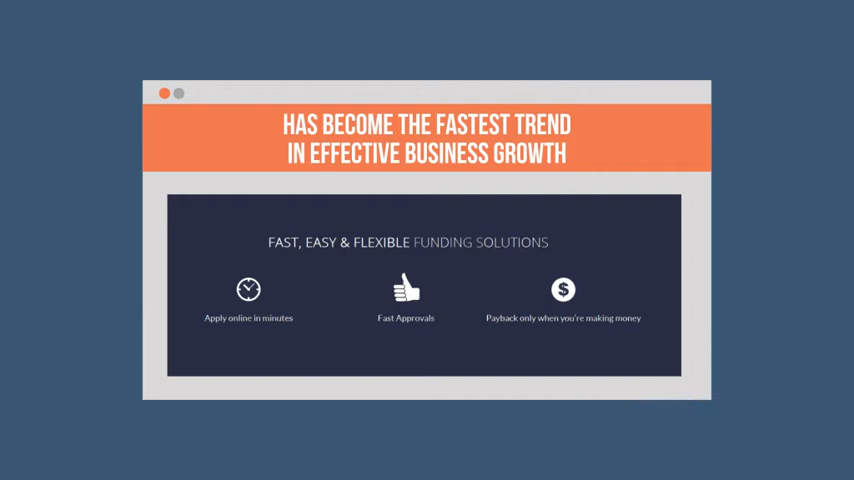 HAS BECOME THE FASTEST TREND
IN EFFECTIVE BUSINESS GROWTH
FAST, EASY & FLEXIBLE FUNDING SOLUTIONS
Apply online in minutes
Fast Approvals
Payback only when you're making money